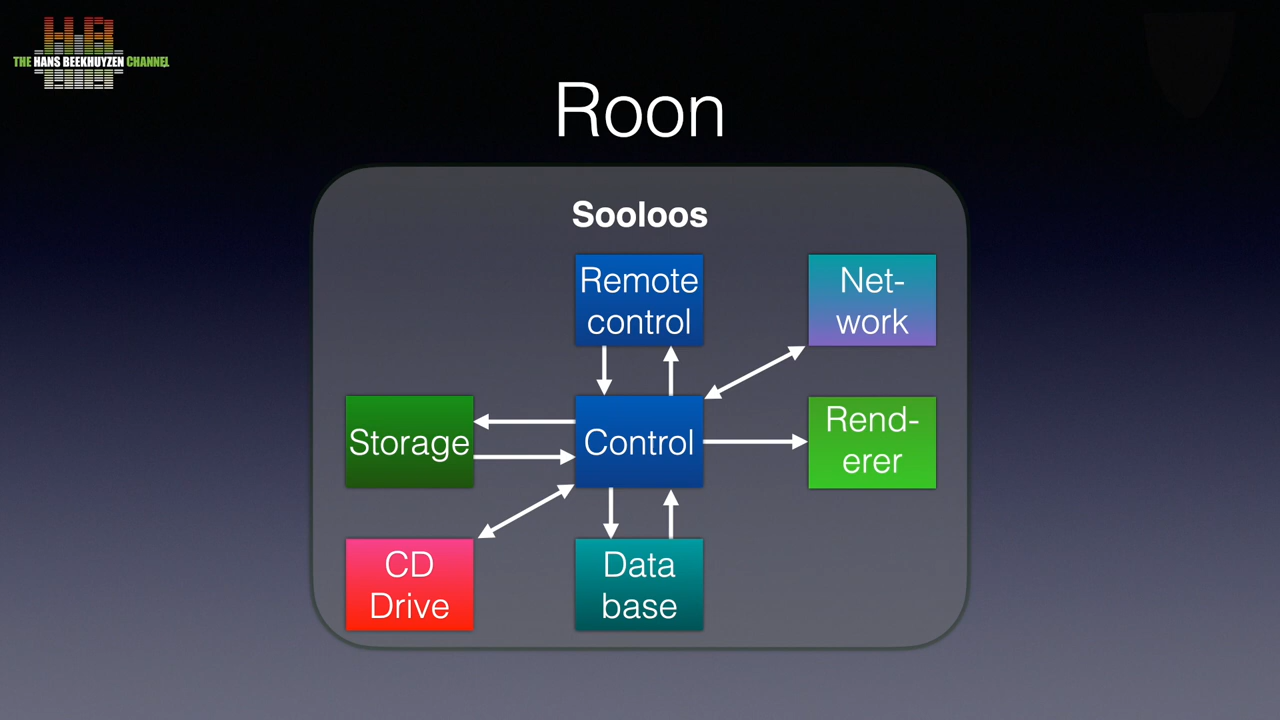 THE HANS BEEKHUYZEN CHANNEL
Roon
Sooloos
Remote
control
Net-
work
Storage
Control
Rend-
erer
CD
Drive
Data
base